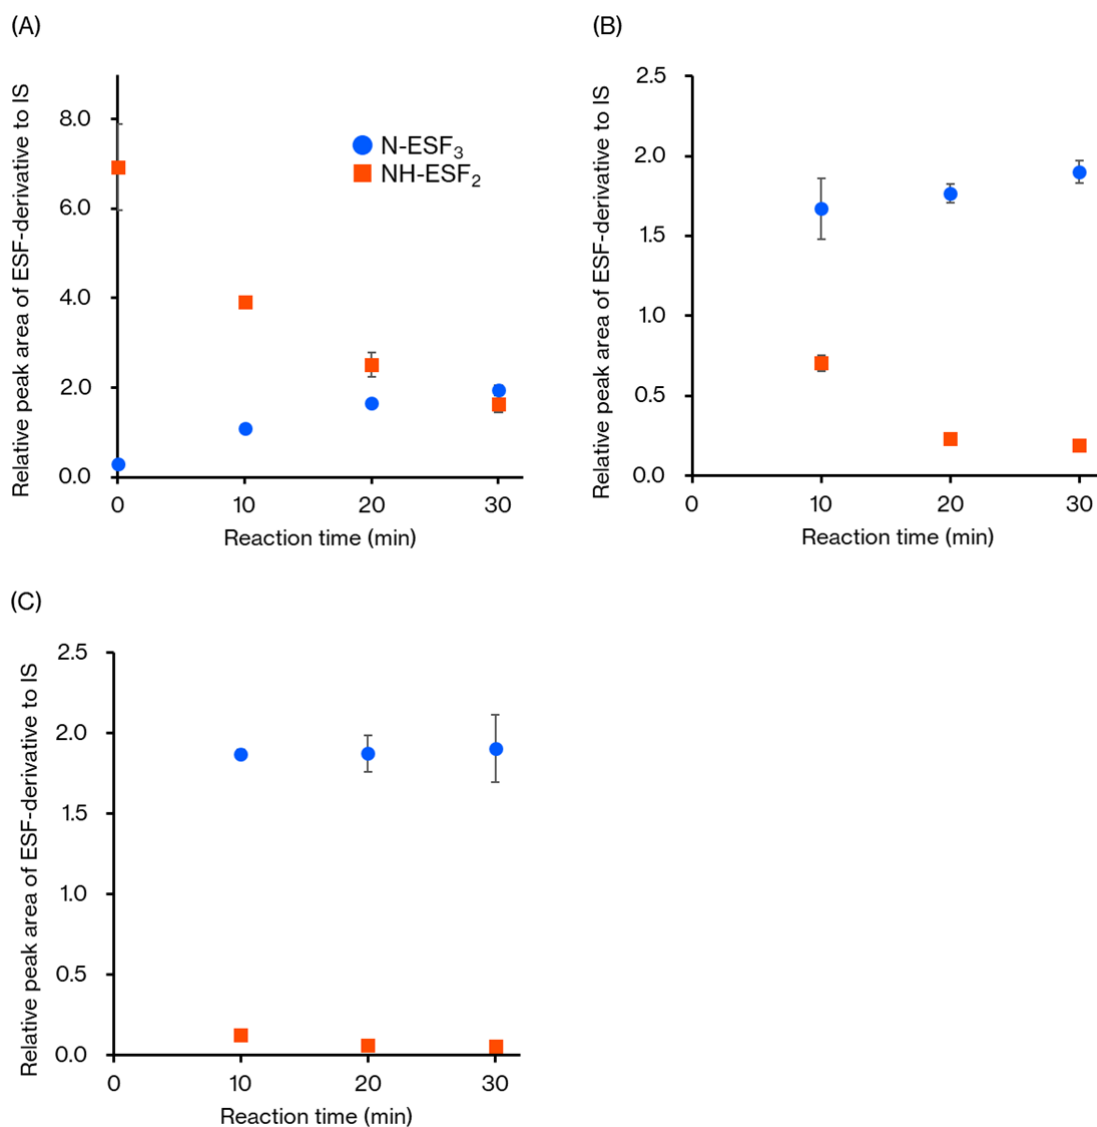 (A)
Relative peak area of ESF-derivative to IS
8.0
6.0
4.0
2.0
0.0
N-ESF₃
NH-ESF₂
0 10 20 30
Reaction time (min)
(B)
Relative peak area of ESF-derivative to IS
2.5
2.0
1.5
1.0
0.5
0.0
0 10 20 30
Reaction time (min)
(C)
Relative peak area of ESF-derivative to IS
2.5
2.0
1.5
1.0
0.5
0.0
0 10 20 30
Reaction time (min)